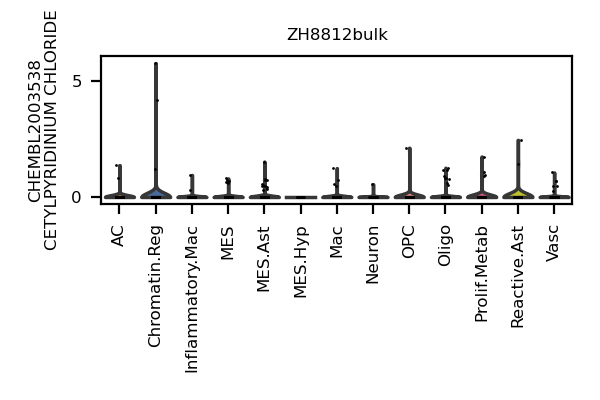 ZH8812bulk
CHEMBL2003538
CETYLPYRIDINIUM CHLORIDE
5
0
AC
Chromatin.Reg
Inflammatory.Mac
MES
MES.Ast
MES.Hyp
Mac
Neuron
OPC
Oligo
Prolif.Metab
Reactive.Ast
Vasc